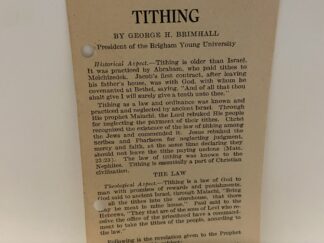 TITHING
BY GEORGE H. BRIMHALL
President of the Brigham Young University
Historical Aspect.—Tithing is older than Israel.
It was practiced by Abraham, who paid tithes to
Melchizedek. Jacob's first contract, after leaving
his father's house, was with God, with whom he
covenanted at Bethel, saying, "And of all that thou
shalt give I will surely give a tenth unto thee."
Tithing as a law and ordinance was known and
practiced and neglected by ancient Israel. Through
His prophet Malachi, the Lord rebuked His people
for neglecting the payment of their tithes. Christ
recognized the existence of the law of tithing among
the Jews and commended it. Jesus rebuked the
Scribes and Pharisees for neglecting judgment,
mercy and faith, at the same time declaring they
should not leave the tithe paying undone (Matt.
23:23). The law of tithing was known to the
Nephites. Tithing is essentially a part of Christian
civilization.
THE LAW
Theological Aspect.—Tithing is a law of God to
man with promises of rewards and punishments.
God said to ancient Israel, through Malachi, "Bring
all the tithes into the storehouse, that there
may be meat in mine house." Paul said to the
Hebrews, "They that are of the sons of Levi who re-
ceive the office of the priesthood have a command-
ment to take the tithes of the people, according to
the law."
Following is the revelation given to the Prophet